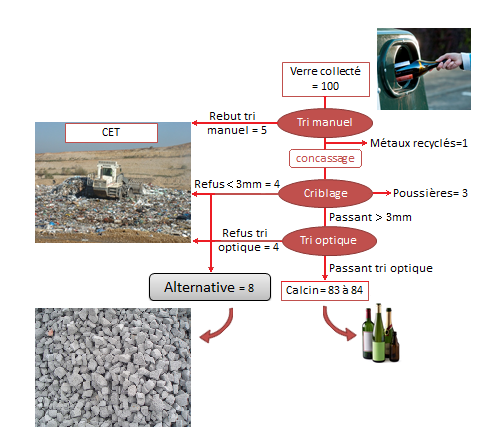 Verre collecté
= 100
Rebut tri
manuel = 5
Tri manuel
CET
Métaux recyclés=1
concassage
Refus< 3mm = 4
Criblage
Poussières= 3
Passant > 3mm
Refus tri
optique = 4
Tri optique
Passant tri optique
Alternative = 8
Calcin= 83 à 84